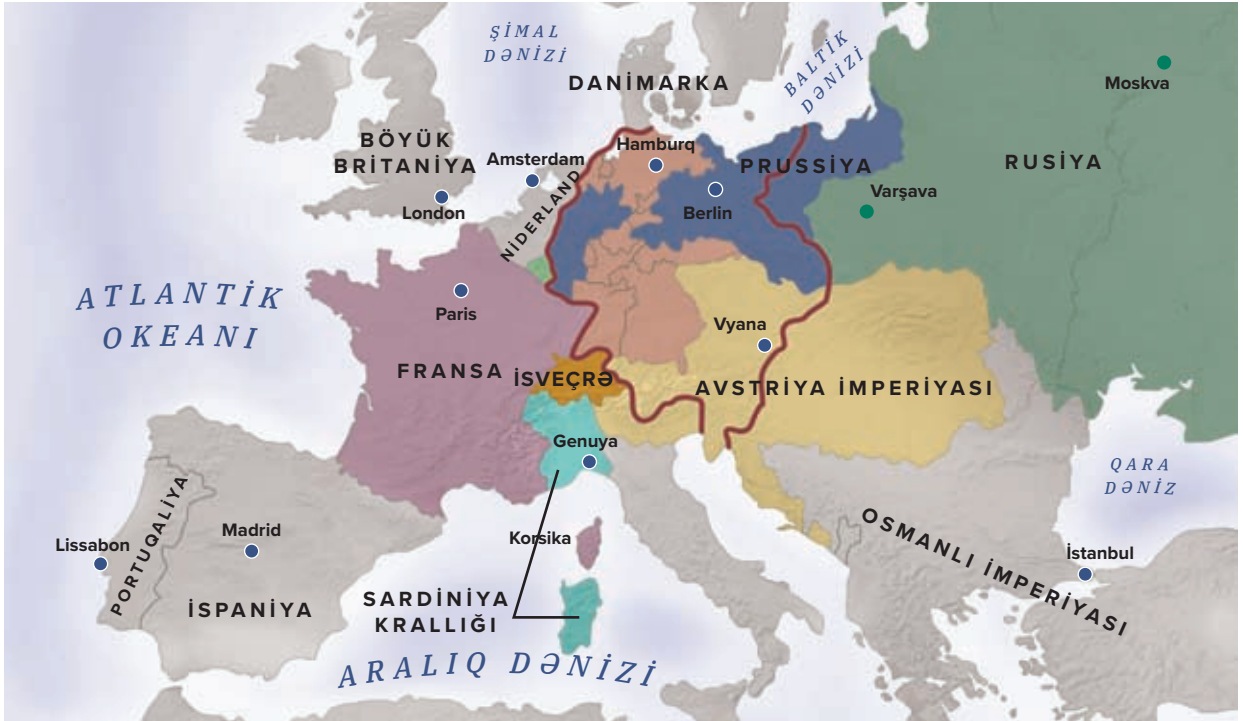 ŞİMAL
DƏNİZİ
BALTİK
DƏNİZİ
Moskva
DANİMARKA
BÖYÜK
BRİTANİYA
Amsterdam
Hamburq
PRUSSİYA
RUSİYA
London
NİDERLAND
Berlin
Varşava
ATLANTİK
OKEANI
Paris
Vyana
FRANSA
İSVEÇRƏ
AVSTRİYA İMPERİYASI
Genuya
QARA
DƏNİZ
PORTUQALİYA
Madrid
Lissabon
Korsika
OSMANLI İMPERİYASI
İstanbul
İSPANİYA
SARDİNİYA
KRALLIĞI
ARALIQ DƏNİZİ